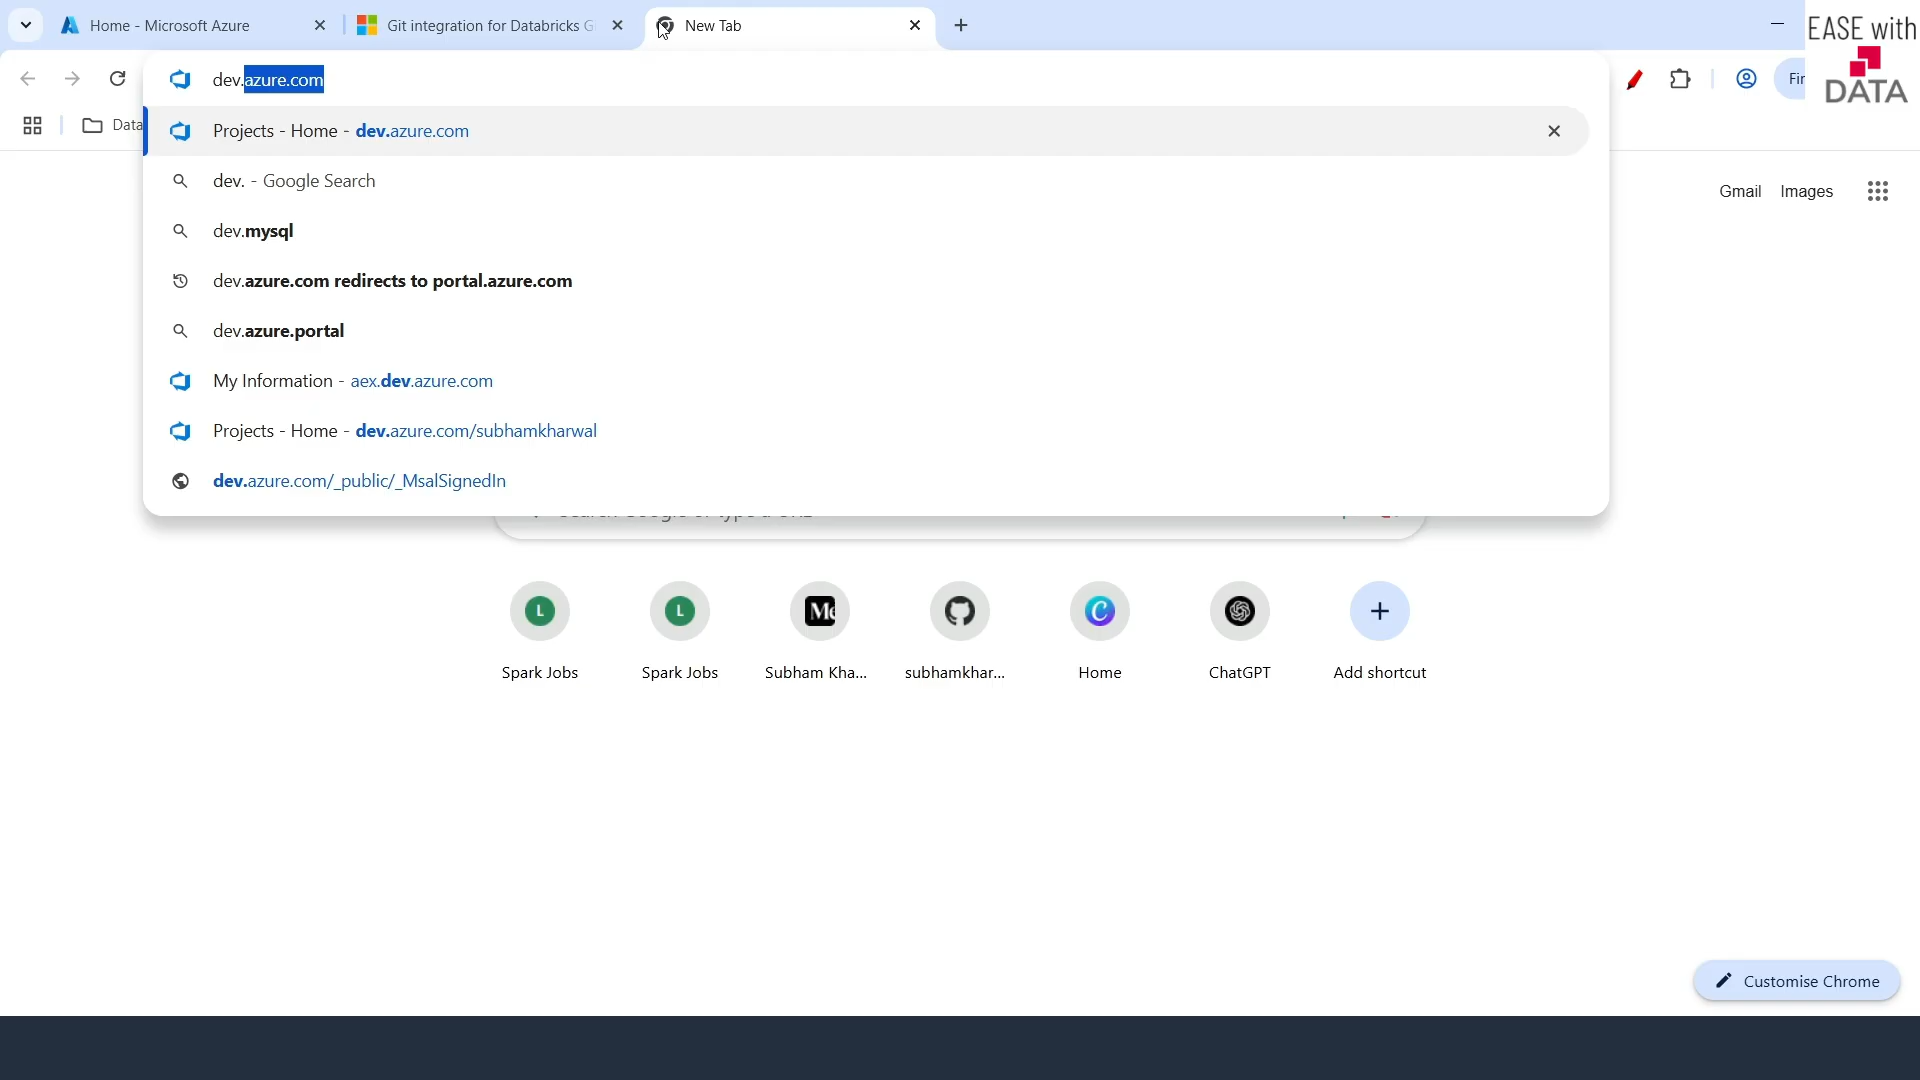 Home - Microsoft Azure
Git integration for Databricks Gi
New Tab
EASE with
DATA
dev.azure.com
Fir
Data
Projects - Home - dev.azure.com
dev. - Google Search
Gmail
Images
dev.mysql
dev.azure.com redirects to portal.azure.com
dev.azure.portal
My Information - aex.dev.azure.com
Projects - Home - dev.azure.com/subhamkharwal
dev.azure.com/_public/_MsalSignedIn
L
L
Me
Spark Jobs
Spark Jobs
Subham Kha...
subhamkhar...
Home
ChatGPT
Add shortcut
Customise Chrome